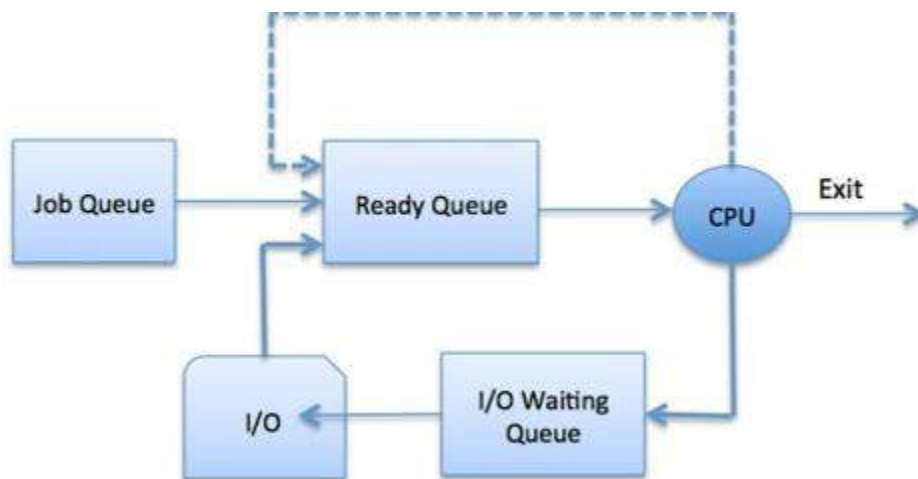 Job Queue
Ready Queue
CPU
Exit
I/O
I/O Waiting
Queue